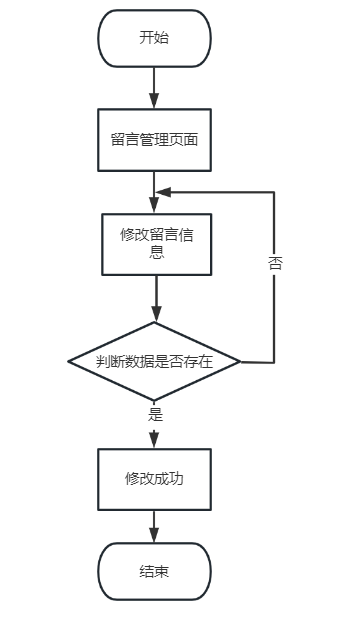 开始
留言管理页面
修改留言信
息
否
判断数据是否存在
是
修改成功
结束